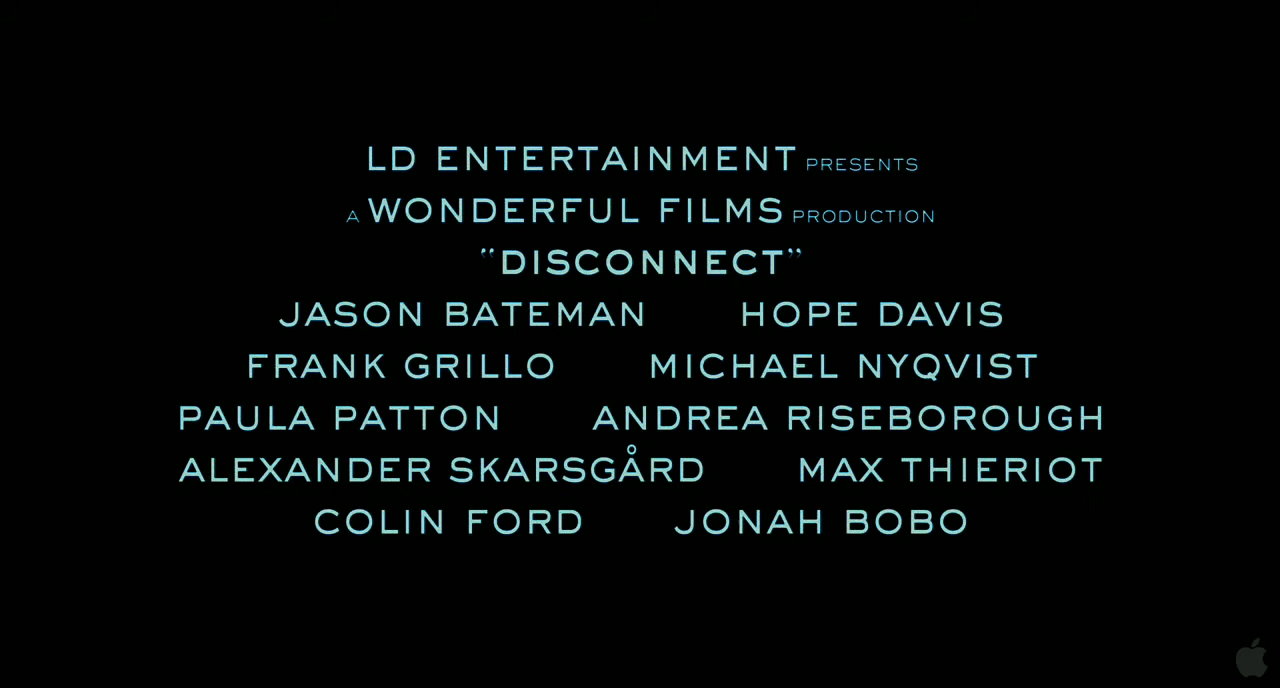 LD ENTERTAINMENT PRESENTS
A WONDERFUL FILMS PRODUCTION
"DISCONNECT"
JASON BATEMAN HOPE DAVIS
FRANK GRILLO MICHAEL NYQVIST
PAULA PATTON ANDREA RISEBOROUGH
ALEXANDER SKARSGÅRD MAX THIERIOT
COLIN FORD JONAH BOBO